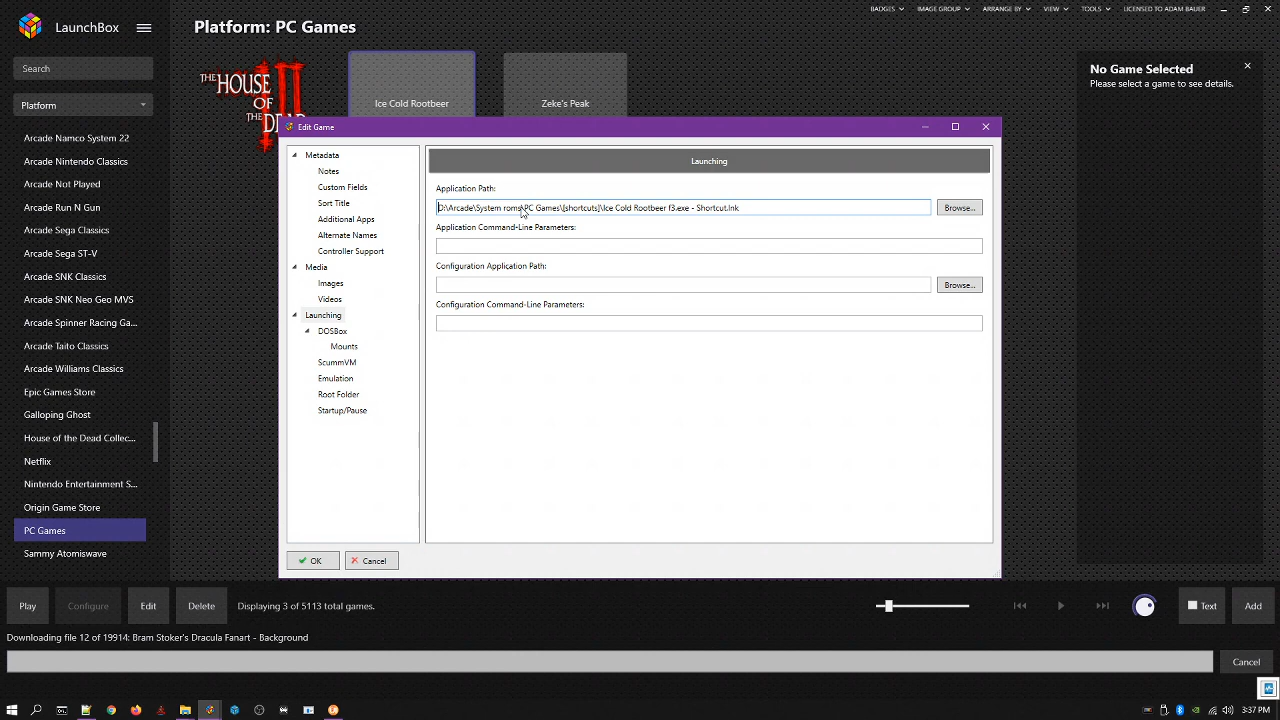 BADGES
IMAGE GROUP
ARRANGE BY
VIEW
TOOLS
LICENSED TO ADAM BAUER
LaunchBox
Platform: PC Games
Search
Platform
Arcade Namco System 22
Arcade Nintendo Classics
Arcade Not Played
Arcade Run N Gun
Arcade Sega Classics
Arcade Sega ST-V
Arcade SNK Classics
Arcade SNK Neo Geo MVS
Arcade Spinner Racing Ga...
Arcade Taito Classics
Arcade Williams Classics
Epic Games Store
Galloping Ghost
House of the Dead Collec...
Netflix
Nintendo Entertainment S...
Origin Game Store
PC Games
Sammy Atomiswave
THE HOUSE
OF
THE DEAD
Ice Cold Rootbeer
Zeke's Peak
No Game Selected
Please select a game to see details.
Edit Game
Metadata
Notes
Custom Fields
Sort Title
Additional Apps
Alternate Names
Controller Support
Media
Images
Videos
Launching
DOSBox
Mounts
ScummVM
Emulation
Root Folder
Startup/Pause
Launching
Application Path:
D:\Arcade\System roms\PC Games\[shortcuts]\Ice Cold Rootbeer f3.exe - Shortcut.lnk
Browse...
Application Command-Line Parameters:
Configuration Application Path:
Browse...
Configuration Command-Line Parameters:
OK
Cancel
Play
Configure
Edit
Delete
Displaying 3 of 5113 total games.
Text
Add
Downloading file 12 of 19914: Bram Stoker's Dracula Fanart - Background
Cancel
3:37 PM